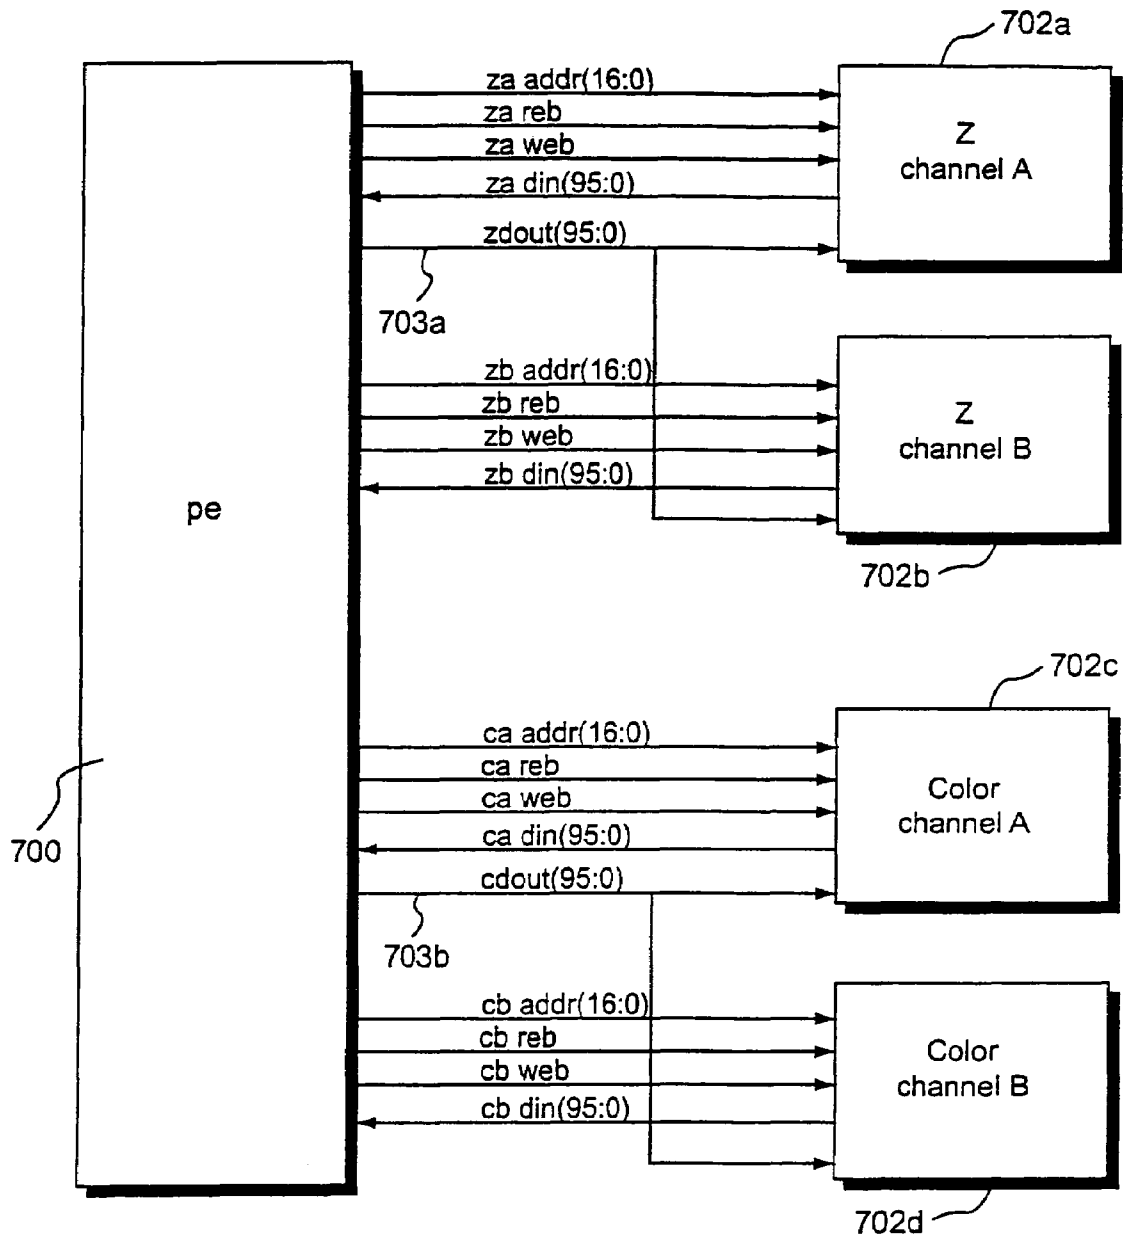 702a
za addr(16:0)
za reb
za web
za din(95:0)
zdout(95:0)
Z
channel A
703a
zb addr(16:0)
zb reb
zb web
zb din(95:0)
Z
channel B
702b
pe
700
702c
ca addr(16:0)
ca reb
ca web
ca din(95:0)
cdout(95:0)
Color
channel A
703b
cb addr(16:0)
cb reb
cb web
cb din(95:0)
Color
channel B
702d